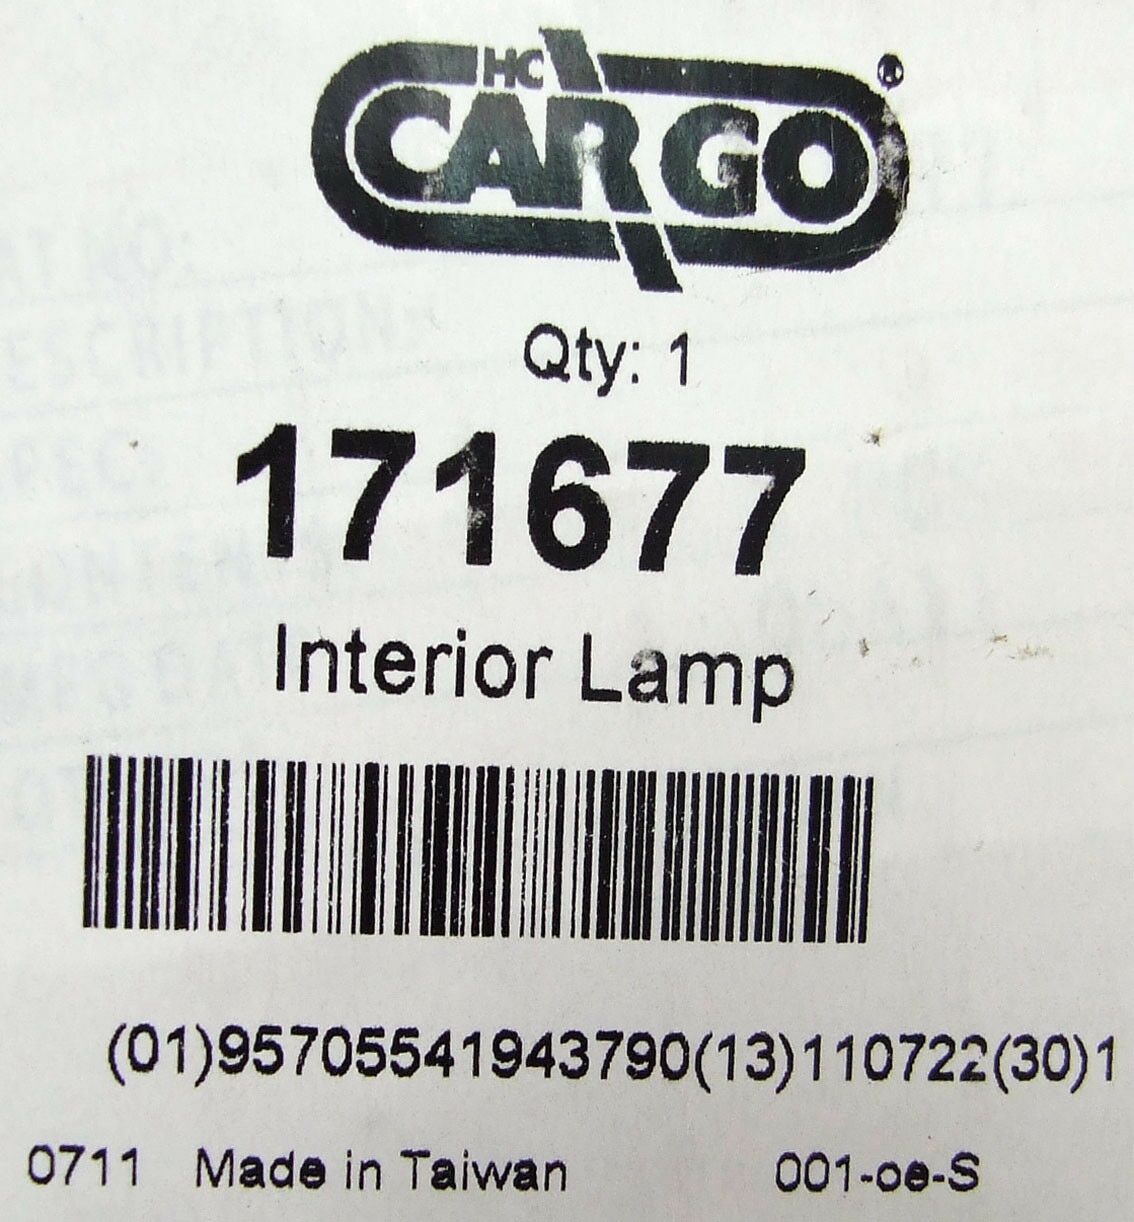 HC
CARGO®
Qty: 1
171677
Interior Lamp
(01)95705541943790(13)110722(30)1
0711 Made in Taiwan 001-oe-S